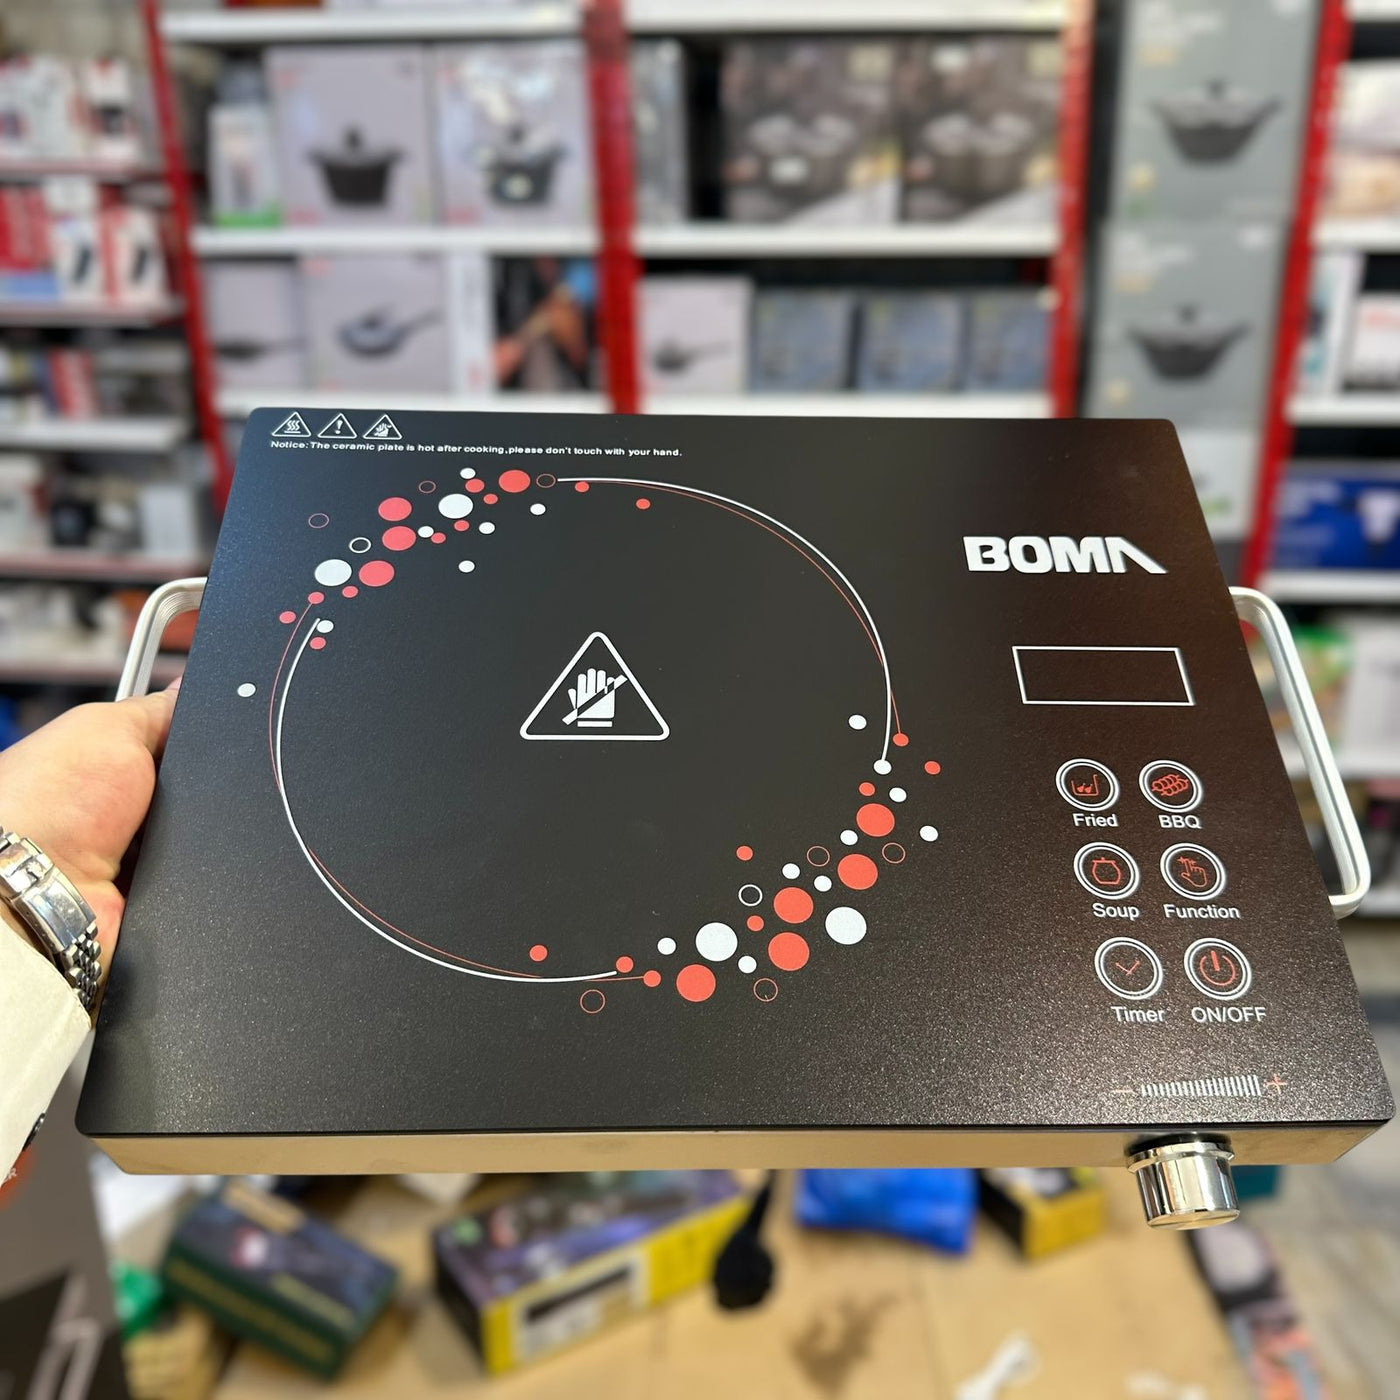 Notice: The ceramic plate is hot after cooking,please don't touch with your hand.
BOMA
Fried BBQ
Soup Function
Timer ON/OFF
- +